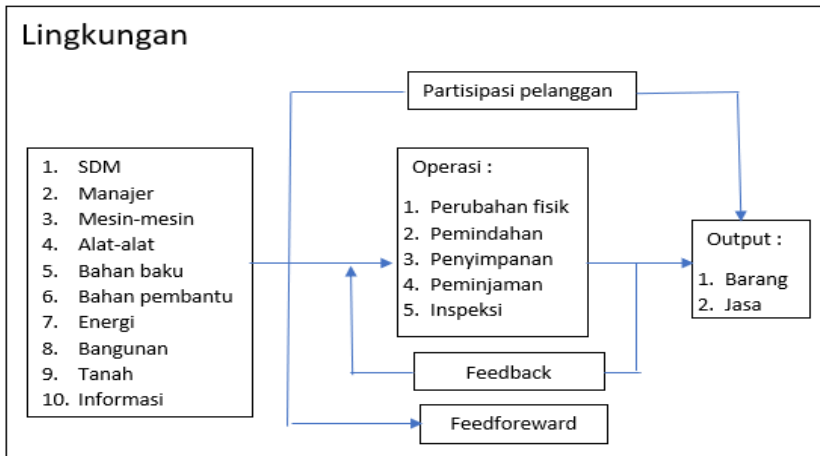 Lingkungan
Partisipasi pelanggan
1. SDM
2. Manajer
3. Mesin-mesin
4. Alat-alat
5. Bahan baku
6. Bahan pembantu
7. Energi
8. Bangunan
9. Tanah
10. Informasi
Operasi :
1. Perubahan fisik
2. Pemindahan
3. Penyimpanan
4. Peminjaman
5. Inspeksi
Output :
1. Barang
2. Jasa
Feedback
Feedforeward